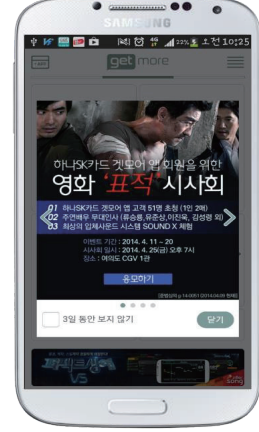 SAMSUNG
22% 오전10:25
get more
하나SK카드 겟모어 앱 회원을 위한
영화 '표적' 시사회
01 하나SK카드 겟모어 앱 고객 51명 초청 (1인 2매)
02 주연배우 무대인사 (류승룡,유준상,이진욱, 김성령 외)
03 최상의 입체사운드 시스템 SOUND X 체험
이벤트 기간 : 2014. 4. 11 ~ 20
시사회 일시 : 2014. 4. 25(금) 오후 7시
장소 : 여의도 CGV 1관
응모하기
3일 동안 보지 않기
닫기